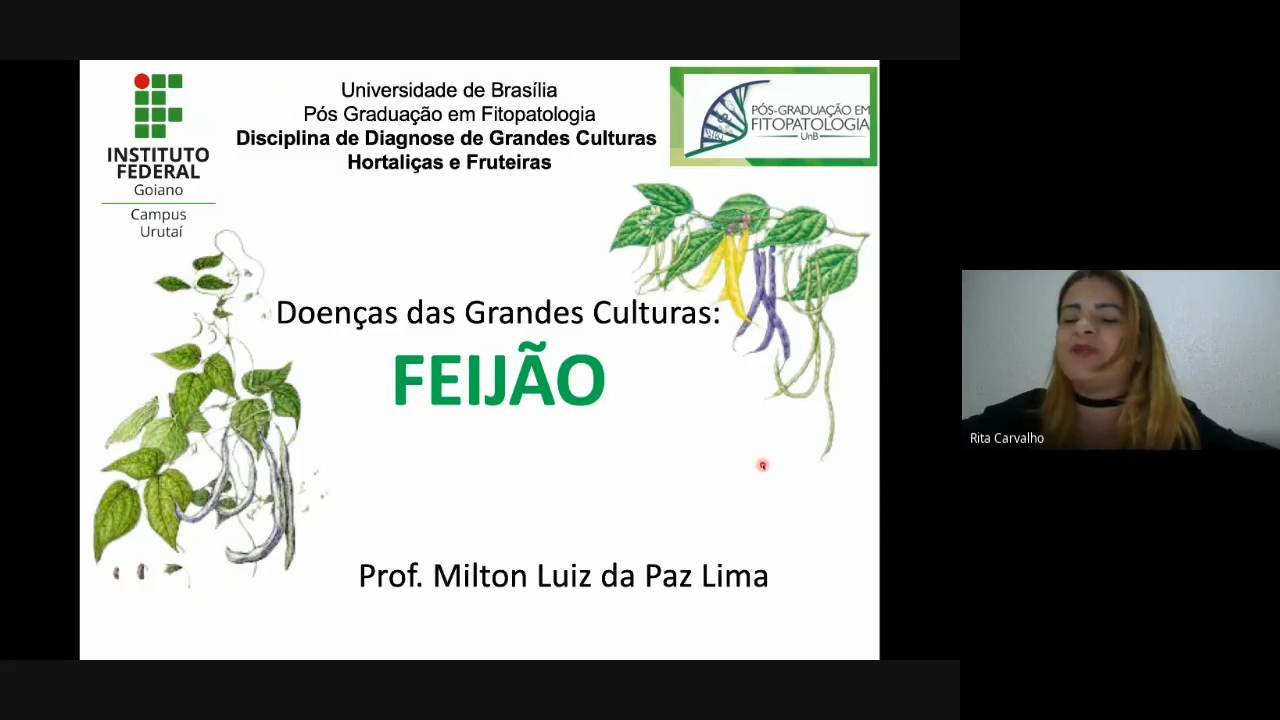 INSTITUTO
FEDERAL
Goiano
Campus
Urutaí
Universidade de Brasília
Pós Graduação em Fitopatologia
Disciplina de Diagnose de Grandes Culturas
Hortaliças e Fruteiras
PÓS-GRADUAÇÃO EM
FITOPATOLOGIA
UnB
Doenças das Grandes Culturas:
FEIJÃO
Prof. Milton Luiz da Paz Lima
Rita Carvalho